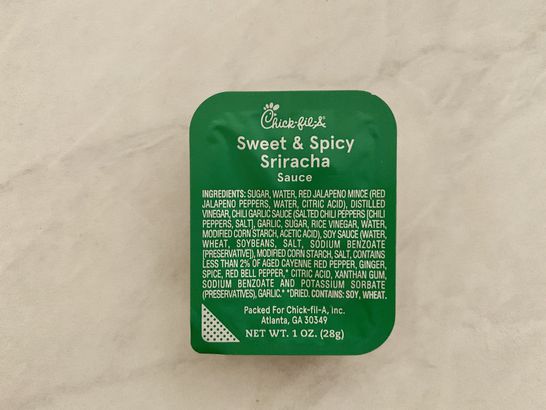 Chick-fil-A®
Sweet & Spicy
Sriracha
Sauce
INGREDIENTS: SUGAR, WATER, RED JALAPENO MINCE (RED
JALAPENO PEPPERS, WATER, CITRIC ACID), DISTILLED
VINEGAR, CHILI GARLIC SAUCE (SALTED CHILI PEPPERS [CHILI
PEPPERS, SALT], GARLIC, SUGAR, RICE VINEGAR, WATER,
MODIFIED CORN STARCH, ACETIC ACID), SOY SAUCE (WATER,
WHEAT, SOYBEANS, SALT, SODIUM BENZOATE
[PRESERVATIVE]), MODIFIED CORN STARCH, SALT, CONTAINS
LESS THAN 2% OF AGED CAYENNE RED PEPPER, GINGER,
SPICE, RED BELL PEPPER,* CITRIC ACID, XANTHAN GUM,
SODIUM BENZOATE AND POTASSIUM SORBATE
(PRESERVATIVES), GARLIC.* *DRIED. CONTAINS: SOY, WHEAT.
Packed For Chick-fil-A, Inc.
Atlanta, GA 30349
NET WT. 1 OZ. (28g)